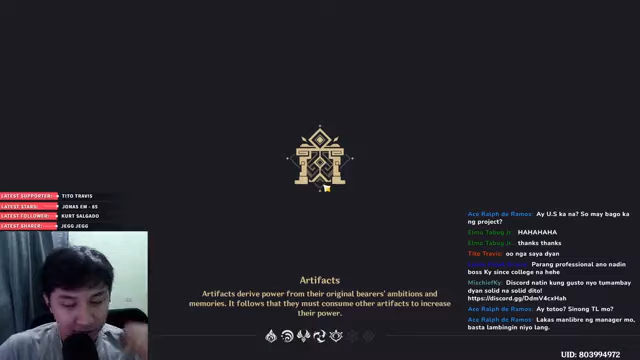 LATEST SUPPORTER: TITO TRAVIS
LATEST STARS: JONAS EM - 65
LATEST FOLLOWER: KURT SALGADO
LATEST SHARER: JEGG JEGG
Artifacts
Artifacts derive power from their original bearers' ambitions and
memories. It follows that they must consume other artifacts to increase
their power.
Ace Ralph de Ramos: Ay U.S ka na? So may bago ka
ng project?
Elmo Tabug Jr.: HAHAHAHA
Elmo Tabug Jr.: thanks thanks
Tito Travis: oo nga saya dyan
Parang professional ano nadin
boss Ky since college na hehe
MischiefKy: Discord natin kung gusto nyo tumambay
dyan solid na solid dito!
https://discord.gg/DdmV4cxHah
Ace Ralph de Ramos: Ay totoo? Sinong TL mo?
Ace Ralph de Ramos: Lakas manlibre ng manager mo,
basta lambingin niyo lang.
UID: 803994972